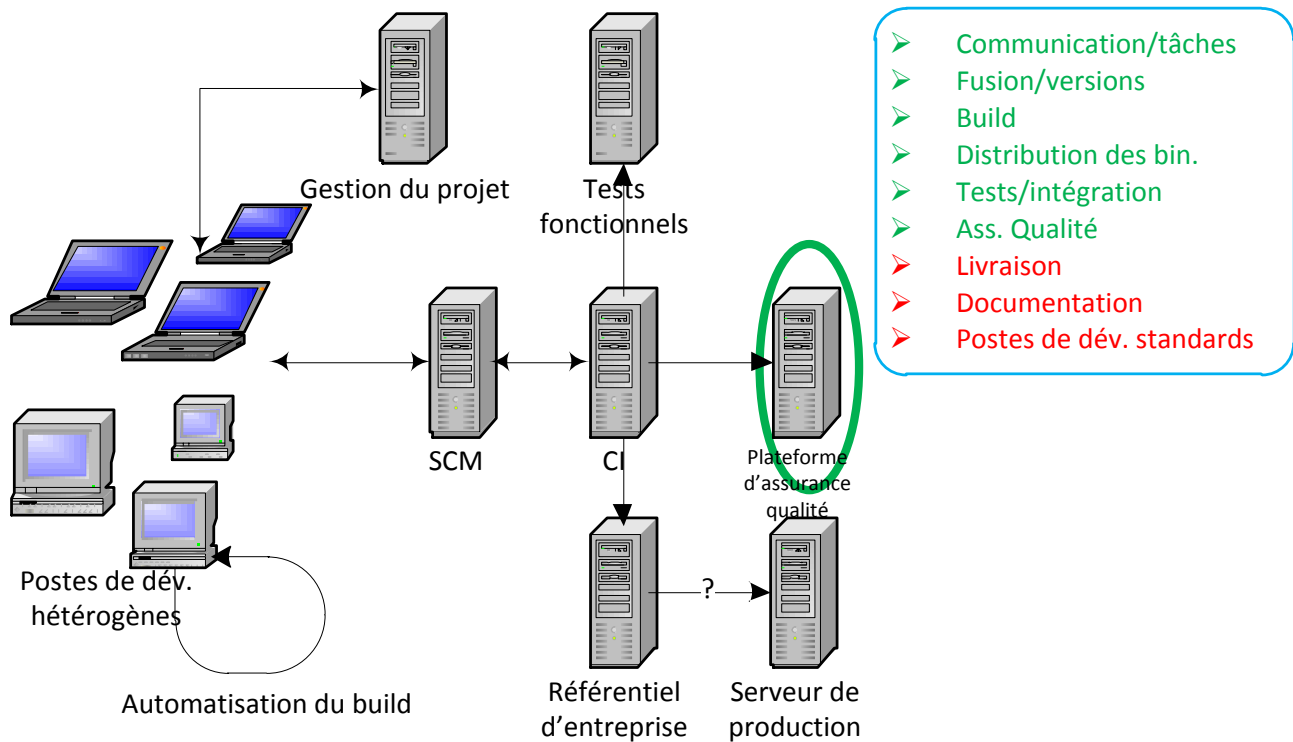 Communication/tâches
Fusion/versions
Build
Distribution des bin.
Tests/intégration
Ass. Qualité
Livraison
Documentation
Postes de dév. standards
Gestion du projet
Tests
fonctionnels
SCM
CI
Plateforme
d’assurance
qualité
Postes de dév.
hétérogènes
?
Automatisation du build
Référentiel
d’entreprise
Serveur de
production